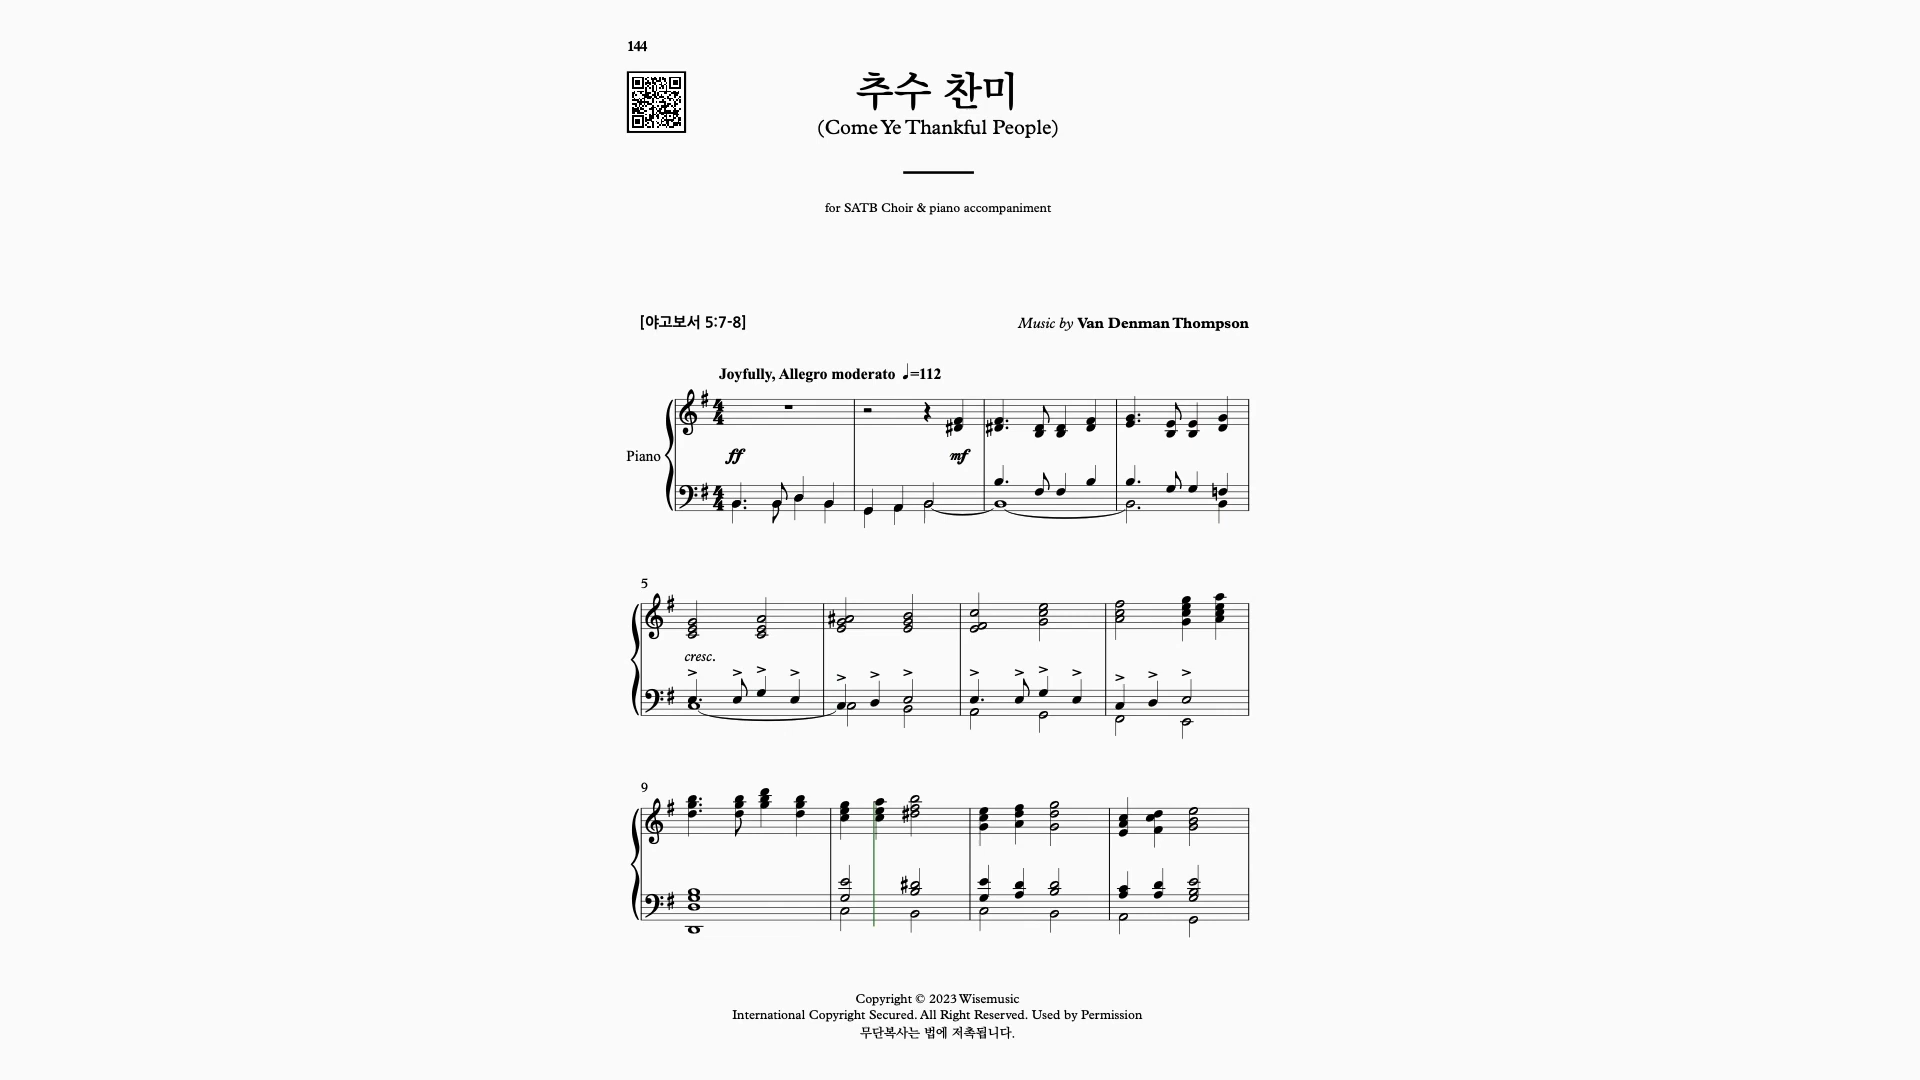 144
추수 찬미
(Come Ye Thankful People)
for SATB Choir & piano accompaniment
[야고보서 5:7-8]
Music by Van Denman Thompson
Joyfully, Allegro moderato ♩=112
Piano
ff
mf
5
cresc.
9
Copyright © 2023 Wisemusic
International Copyright Secured. All Right Reserved. Used by Permission
무단복사는 법에 저촉됩니다.